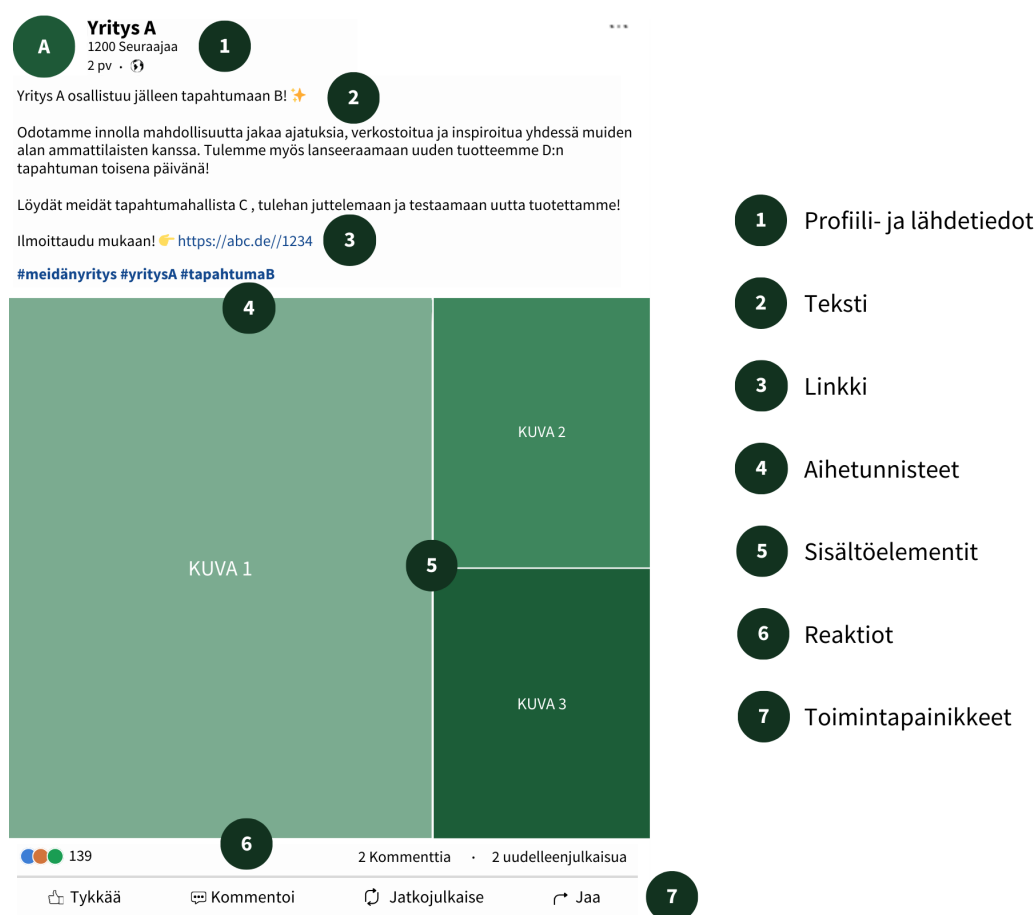 A
Yritys A
1200 Seuraajaa
1
2 pv ·
Yritys A osallistuu jälleen tapahtumaan B! ✨
2
Odotamme innolla mahdollisuutta jakaa ajatuksia, verkostoitua ja inspiroitua yhdessä muiden
alan ammattilaisten kanssa. Tulemme myös lanseeraamaan uuden tuotteemme D:n
tapahtuman toisena päivänä!
Löydät meidät tapahtumahallista C , tulehan juttelemaan ja testaamaan uutta tuotettamme!
Ilmoittaudu mukaan! 👉 https://abc.de//1234
3
#meidänyritys #yritysA #tapahtumaB
4
KUVA 1
KUVA 2
5
KUVA 3
6
139
2 Kommenttia · 2 uudelleenjulkaisua
Tykkää
Kommentoi
Jatkojulkaise
Jaa
7
1 Profiili- ja lähdetiedot
2 Teksti
3 Linkki
4 Aihetunnisteet
5 Sisältöelementit
6 Reaktiot
7 Toimintapainikkeet